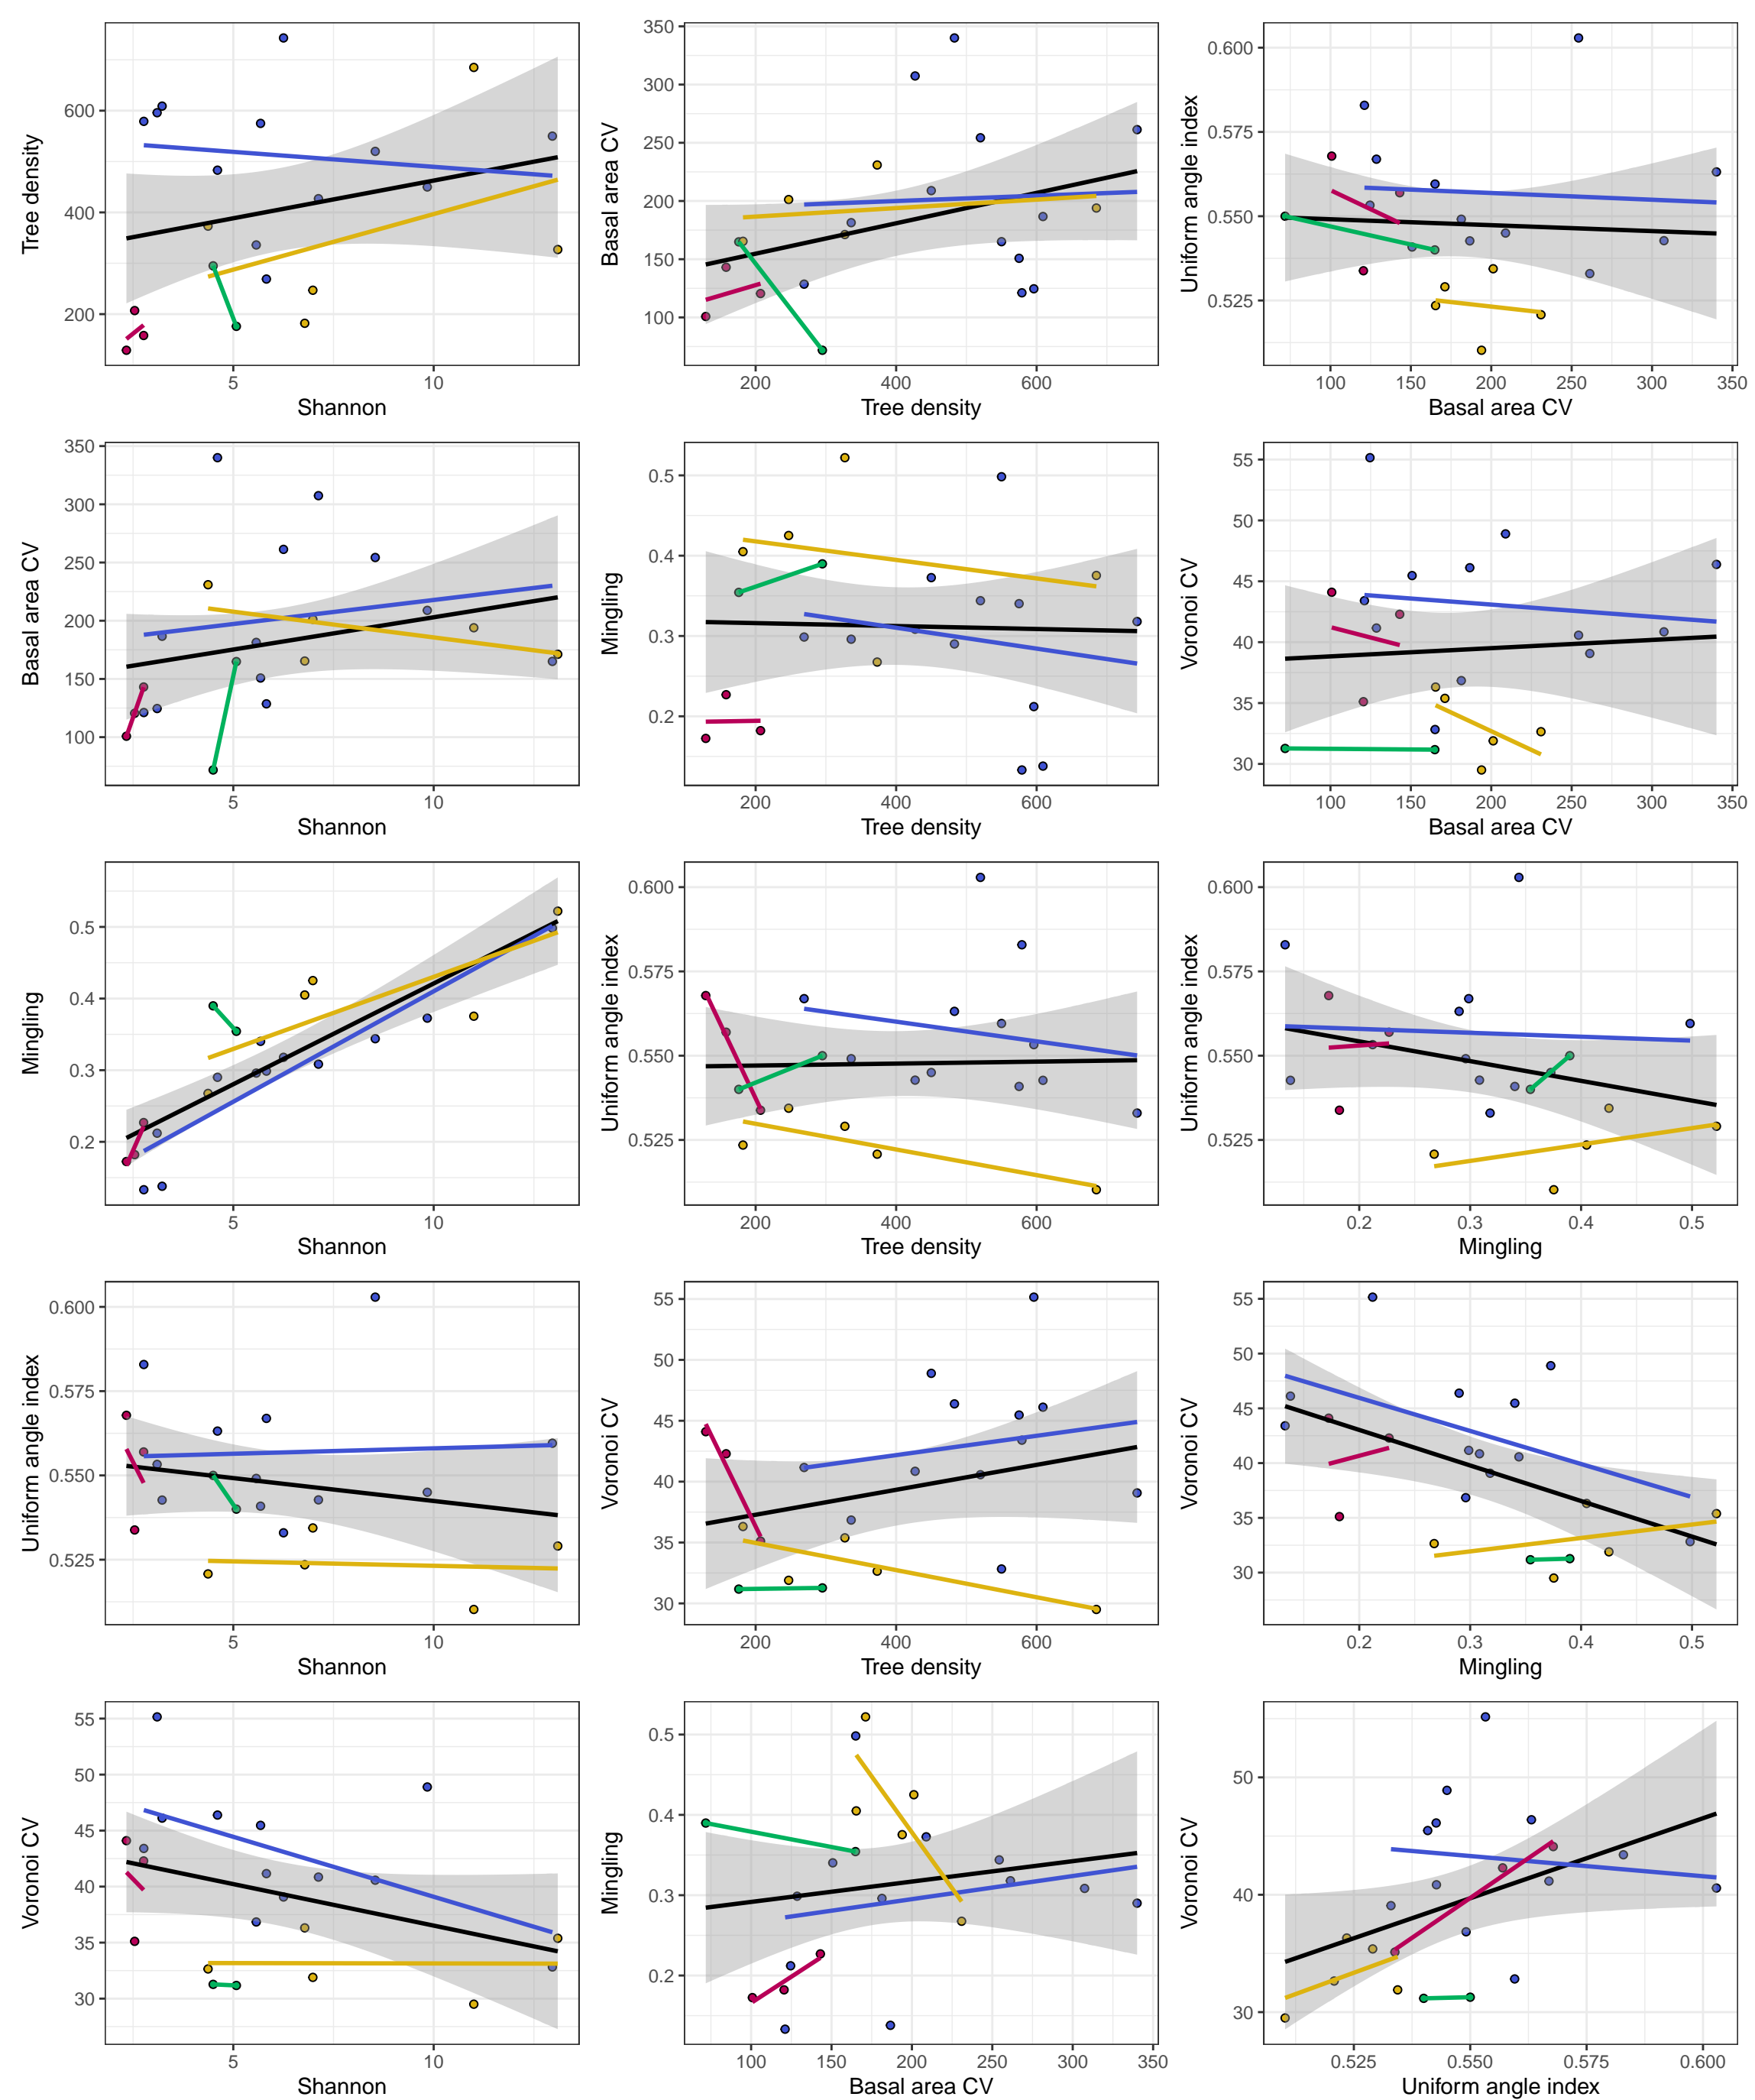 Tree density
600
400
200
5 10
Shannon
Basal area CV
350
300
250
200
150
100
200 400 600
Tree density
Uniform angle index
0.600
0.575
0.550
0.525
100 150 200 250 300 350
Basal area CV
Basal area CV
350
300
250
200
150
100
5 10
Shannon
Mingling
0.5
0.4
0.3
0.2
200 400 600
Tree density
Voronoi CV
55
50
45
40
35
30
100 150 200 250 300 350
Basal area CV
Mingling
0.5
0.4
0.3
0.2
5 10
Shannon
Uniform angle index
0.600
0.575
0.550
0.525
200 400 600
Tree density
Uniform angle index
0.600
0.575
0.550
0.525
0.2 0.3 0.4 0.5
Mingling
Uniform angle index
0.600
0.575
0.550
0.525
5 10
Shannon
Voronoi CV
55
50
45
40
35
30
200 400 600
Tree density
Voronoi CV
55
50
45
40
35
30
0.2 0.3 0.4 0.5
Mingling
Voronoi CV
55
50
45
40
35
30
5 10
Shannon
Mingling
0.5
0.4
0.3
0.2
100 150 200 250 300 350
Basal area CV
Voronoi CV
50
40
30
0.525 0.550 0.575 0.600
Uniform angle index